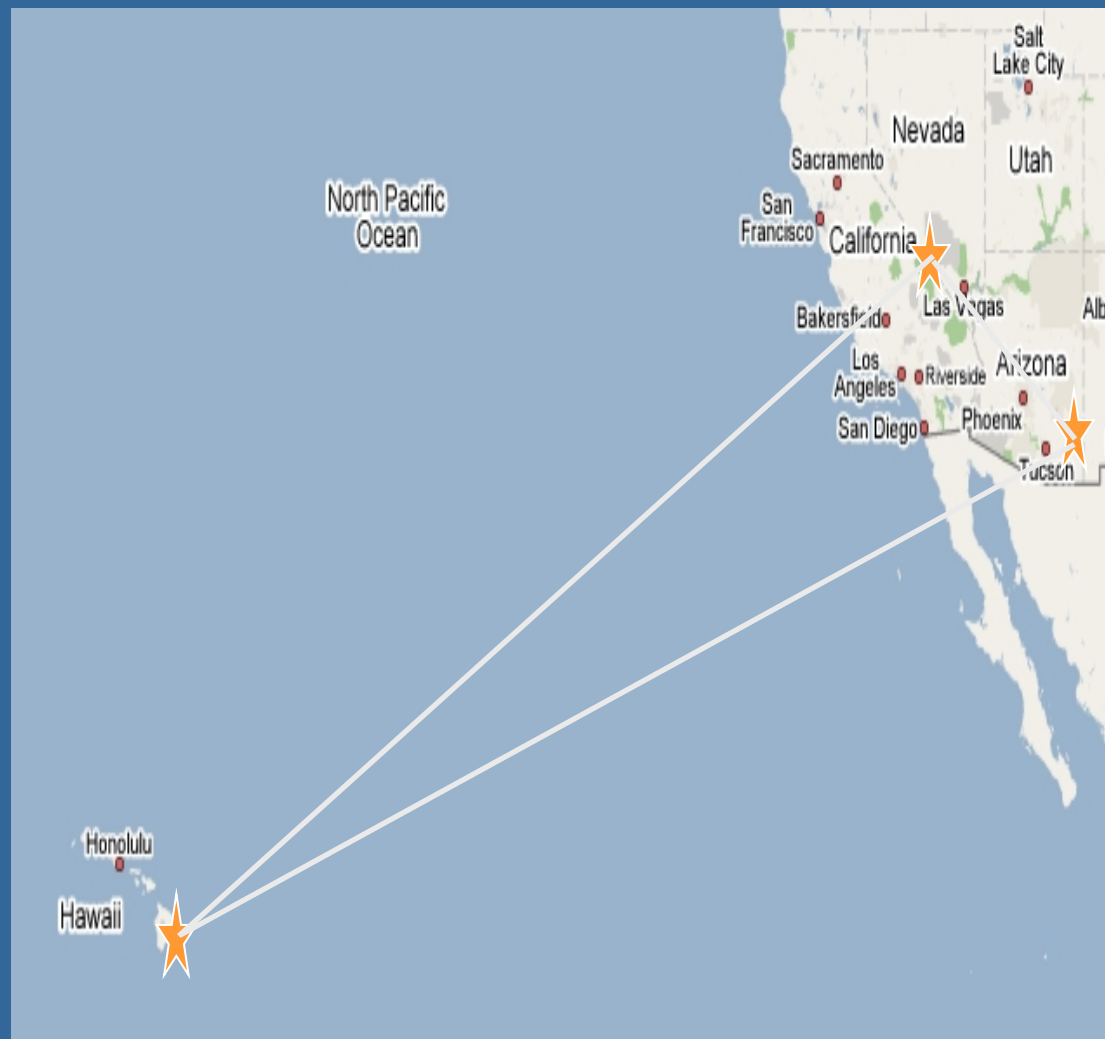 Salt
Lake City
Nevada
Utah
Sacramento
North Pacific
Ocean
San
Francisco
California
Las Vegas
Alb
Bakersfield
Los
Angeles
Riverside
Arizona
San Diego
Phoenix
Tucson
Honolulu
Hawaii